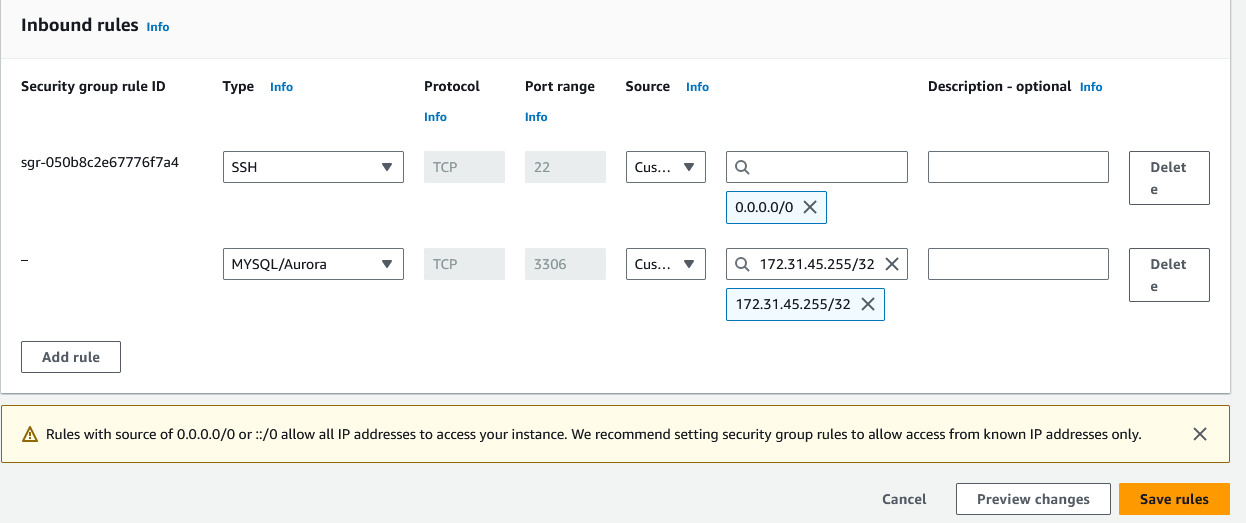 Inbound rules Info
Security group rule ID Type Info Protocol Port range Source Info Description - optional Info
Info Info
sgr-050b8c2e67776f7a4 SSH TCP 22 Cus... Delet
e
0.0.0.0/0
– MYSQL/Aurora TCP 3306 Cus... 172.31.45.255/32 Delet
e
172.31.45.255/32
Add rule
Rules with source of 0.0.0.0/0 or ::/0 allow all IP addresses to access your instance. We recommend setting security group rules to allow access from known IP addresses only.
Cancel Preview changes Save rules